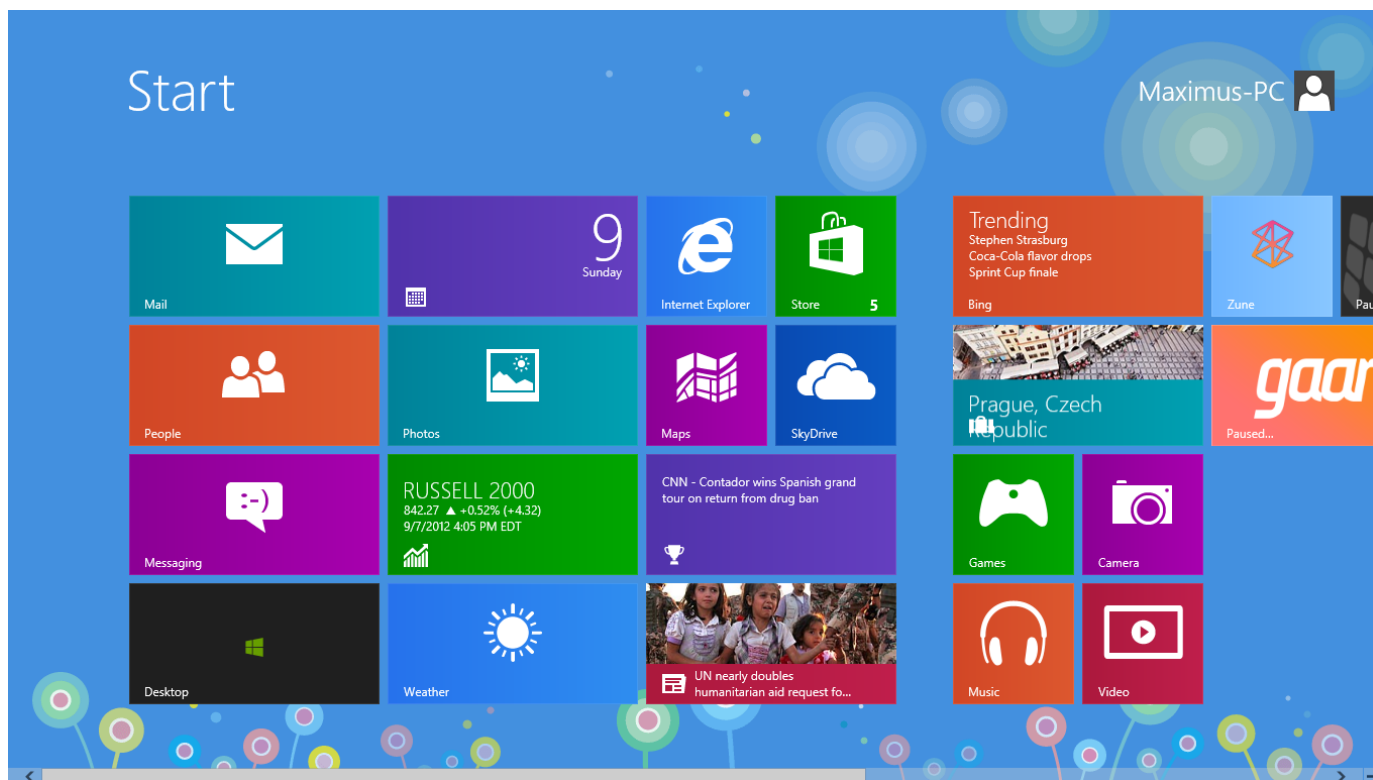 Start
Maximus-PC
Mail
9
Sunday
Internet Explorer
Store
5
Trending
Stephen Strasburg
Coca-Cola flavor drops
Sprint Cup finale
Bing
Zune
Pau
People
Photos
Maps
SkyDrive
Prague, Czech
Republic
gaar
Paused...
:-)
Messaging
RUSSELL 2000
842.27 ▲ +0.52% (+4.32)
9/7/2012 4:05 PM EDT
CNN - Contador wins Spanish grand
tour on return from drug ban
Games
Camera
Desktop
Weather
UN nearly doubles
humanitarian aid request fo...
Music
Video